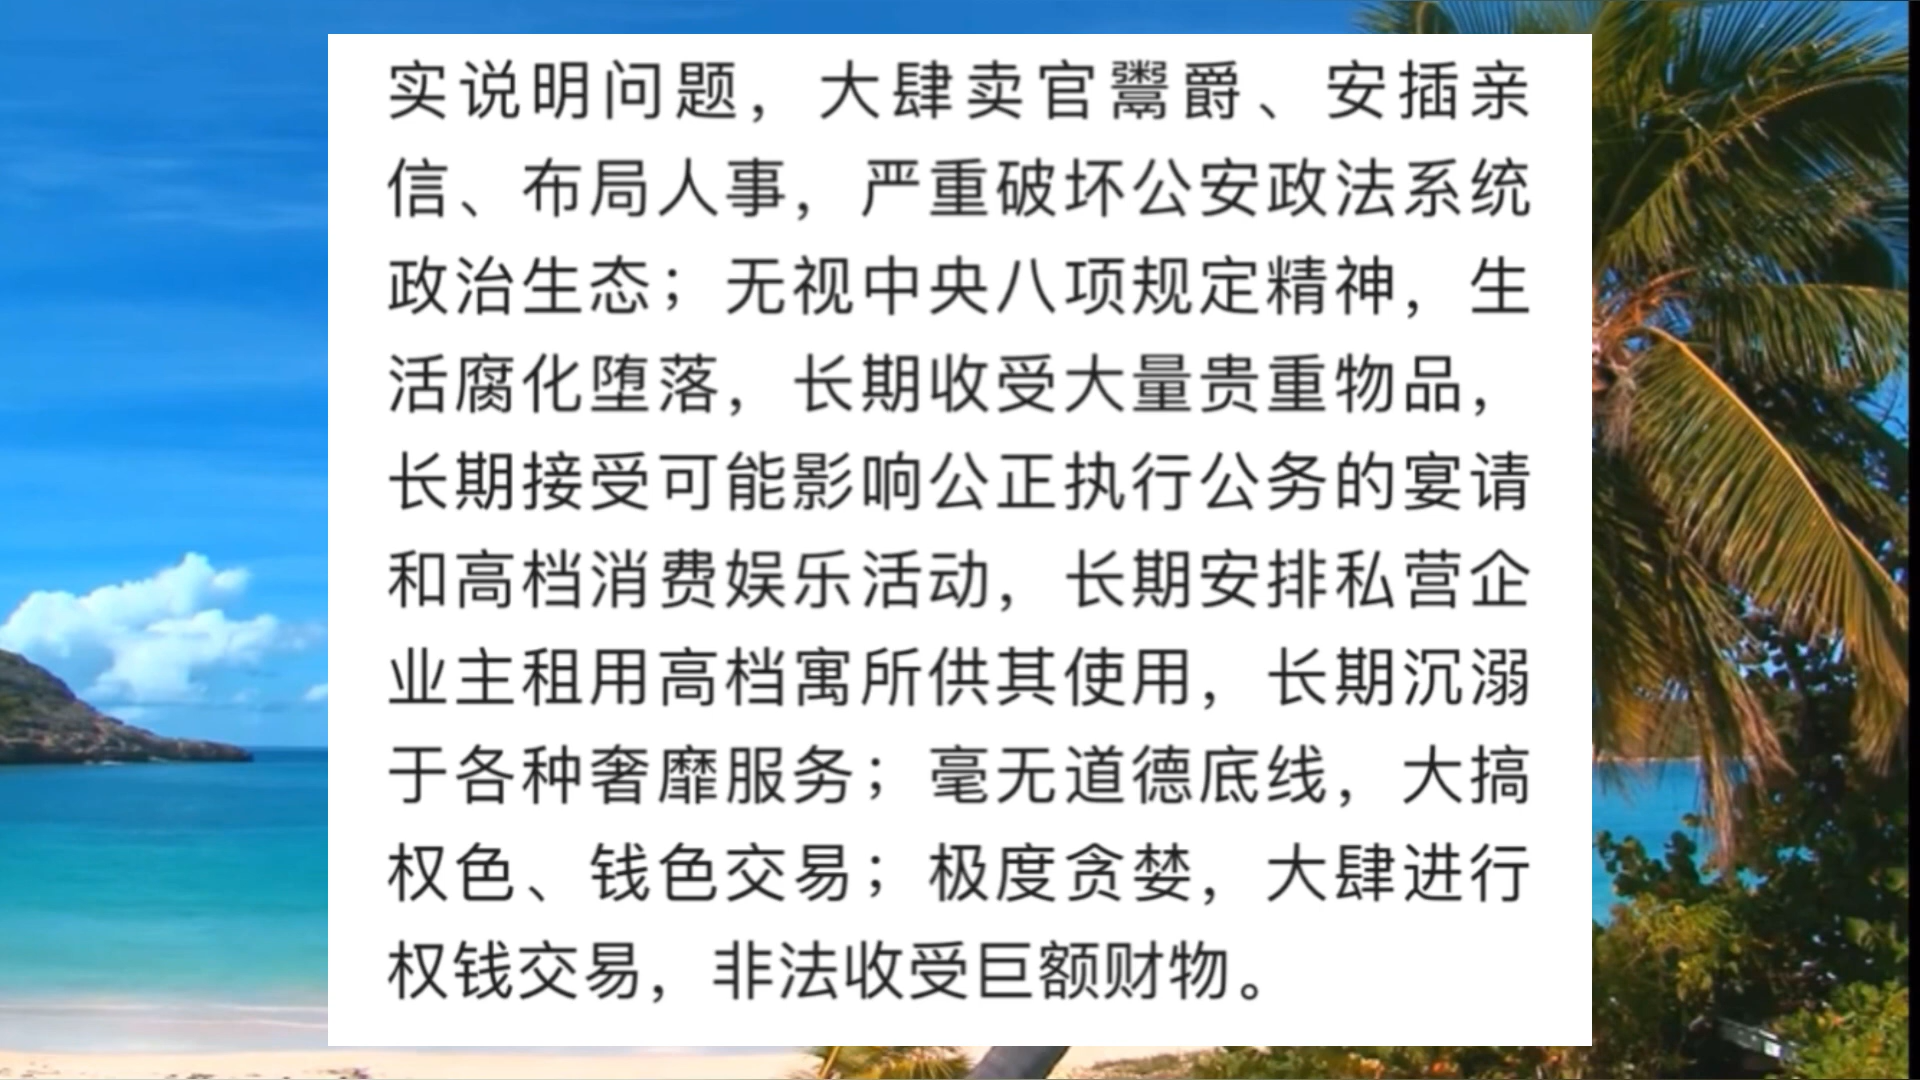 实说明问题，大肆卖官鬻爵、安插亲
信、布局人事，严重破坏公安政法系统
政治生态；无视中央八项规定精神，生
活腐化堕落，长期收受大量贵重物品，
长期接受可能影响公正执行公务的宴请
和高档消费娱乐活动，长期安排私营企
业主租用高档寓所供其使用，长期沉溺
于各种奢靡服务；毫无道德底线，大搞
权色、钱色交易；极度贪婪，大肆进行
权钱交易，非法收受巨额财物。